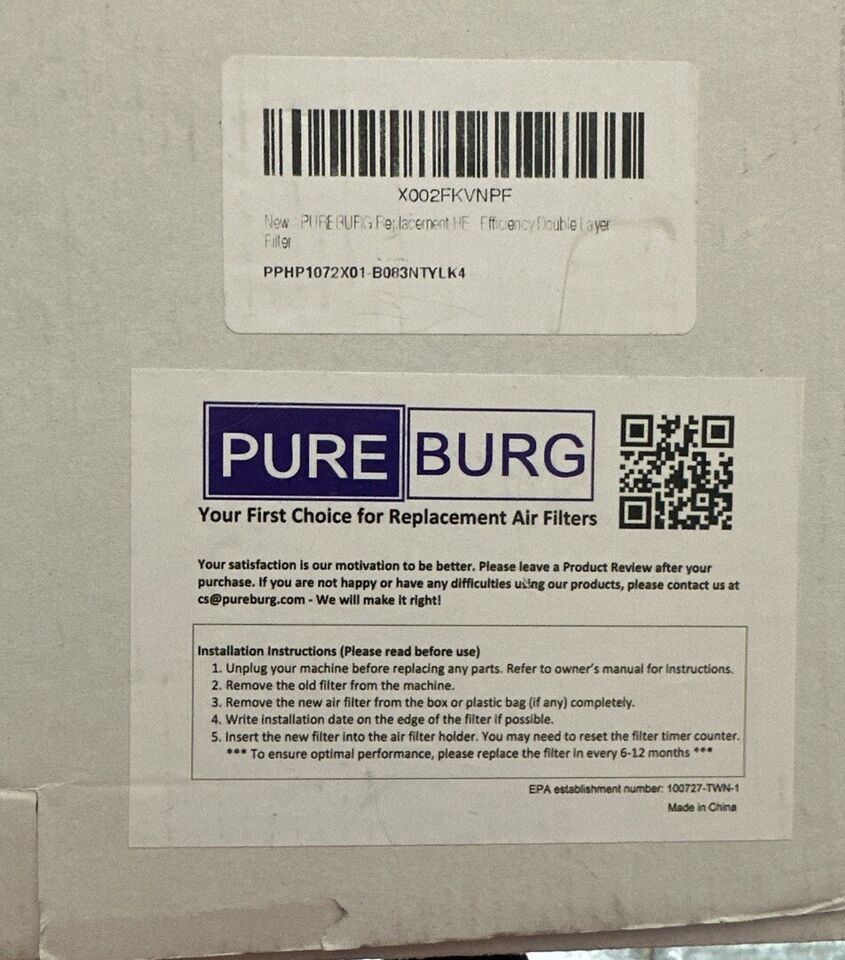 X002FKVNPF
New PUREBURG Replacement HE Efficiency Double Layer
Filter
PPHP1072X01-B083NTYLK4
PURE BURG
Your First Choice for Replacement Air Filters
Your satisfaction is our motivation to be better. Please leave a Product Review after your
purchase. If you are not happy or have any difficulties using our products, please contact us at
cs@pureburg.com - We will make it right!
Installation Instructions (Please read before use)
1. Unplug your machine before replacing any parts. Refer to owner's manual for instructions.
2. Remove the old filter from the machine.
3. Remove the new air filter from the box or plastic bag (if any) completely.
4. Write installation date on the edge of the filter if possible.
5. Insert the new filter into the air filter holder. You may need to reset the filter timer counter.
*** To ensure optimal performance, please replace the filter in every 6-12 months ***
EPA establishment number: 100727-TWN-1
Made in China